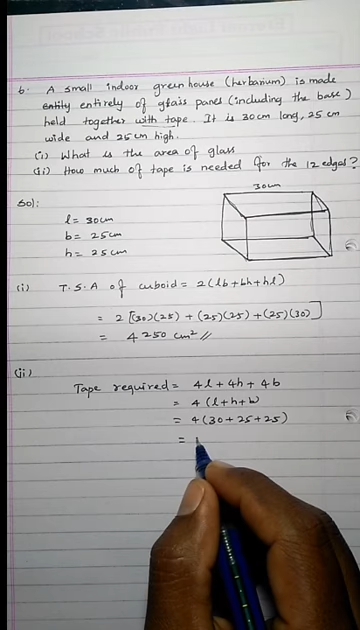 6. A small indoor green house (herbarium) is made
entily entirely of glass panes (including the base)
held together with tape. It is 30cm long, 25 cm
wide and 25cm high.
(i) What is the area of glass
(ii) How much of tape is needed for the 12 edges?
30cm
Sol:
l = 30cm
b = 25cm
h = 25cm
(i) T.S.A of cuboid = 2(lb+bh+hl)
= 2 [(30)(25) + (25)(25) + (25)(30)]
= 4250 cm² //
(ii)
Tape required = 4l + 4h + 4b
= 4 (l+h+b)
= 4(30+25+25)
=